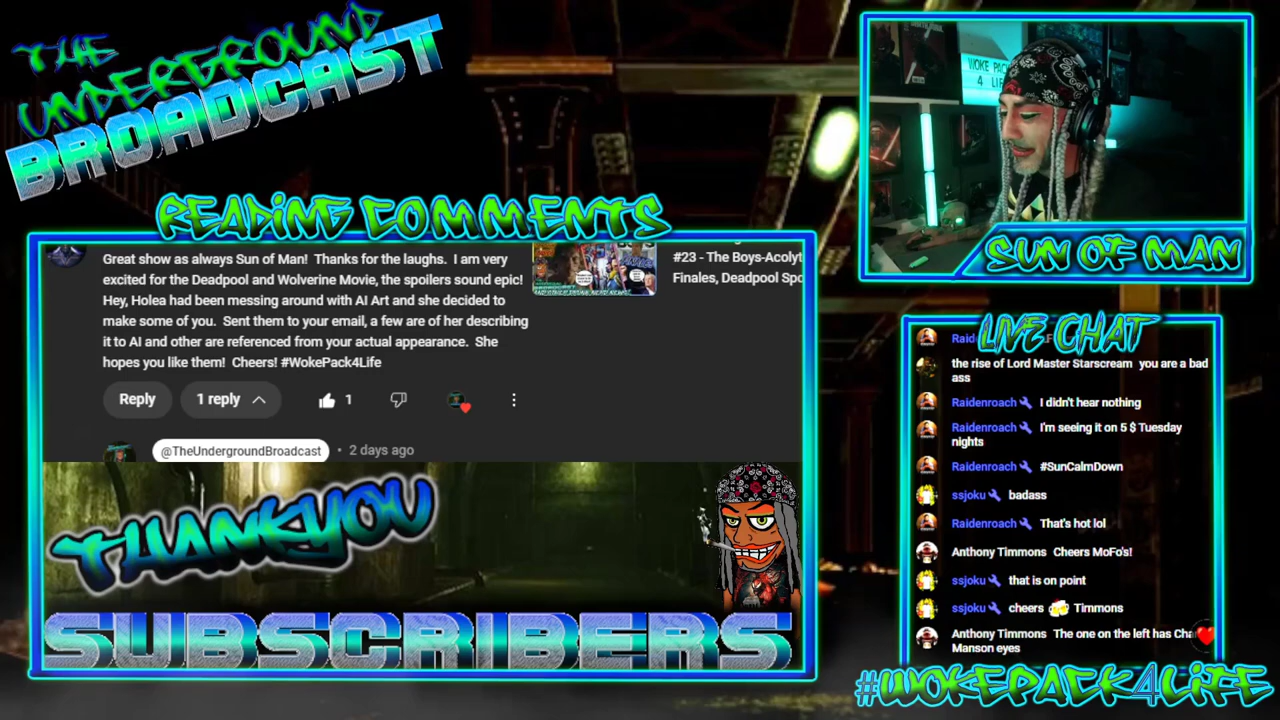 THE
UNDERGROUND
BROADCAST
WOKE PAC
4 LIF
SUN OF MAN
READING COMMENTS
Great show as always Sun of Man! Thanks for the laughs. I am very
excited for the Deadpool and Wolverine Movie, the spoilers sound epic!
Hey, Holea had been messing around with AI Art and she decided to
make some of you. Sent them to your email, a few are of her describing
it to AI and other are referenced from your actual appearance. She
hopes you like them! Cheers! #WokePack4Life
Reply 1 reply 1
@TheUndergroundBroadcast • 2 days ago
#23 - The Boys-Acolyt
Finales, Deadpool Spo
THANKYOU
SUBSCRIBERS
LIVE CHAT
Raid
the rise of Lord Master Starscream you are a bad
ass
Raidenroach I didn't hear nothing
Raidenroach I'm seeing it on 5 $ Tuesday
nights
Raidenroach #SunCalmDown
ssjoku badass
Raidenroach That's hot lol
Anthony Timmons Cheers MoFo's!
ssjoku that is on point
ssjoku cheers 🍻 Timmons
Anthony Timmons The one on the left has Cha
Manson eyes
#WOKEPACK4LIFE